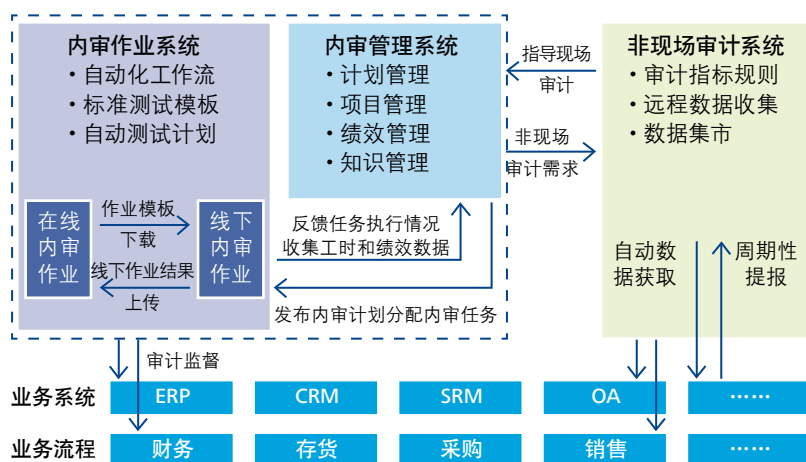 内审作业系统
・自动化工作流
・标准测试模板
・自动测试计划
内审管理系统
・计划管理
・项目管理
・绩效管理
・知识管理
指导现场
审计
非现场
审计需求
非现场审计系统
・审计指标规则
・远程数据收集
・数据集市
在线
内审
作业
作业模板
下载
线下作业结果
上传
线下
内审
作业
反馈任务执行情况
收集工时和绩效数据
发布内审计划分配内审任务
自动数
据获取
周期性
提报
审计监督
业务系统 ERP CRM SRM OA ……
业务流程 财务 存货 采购 销售 ……